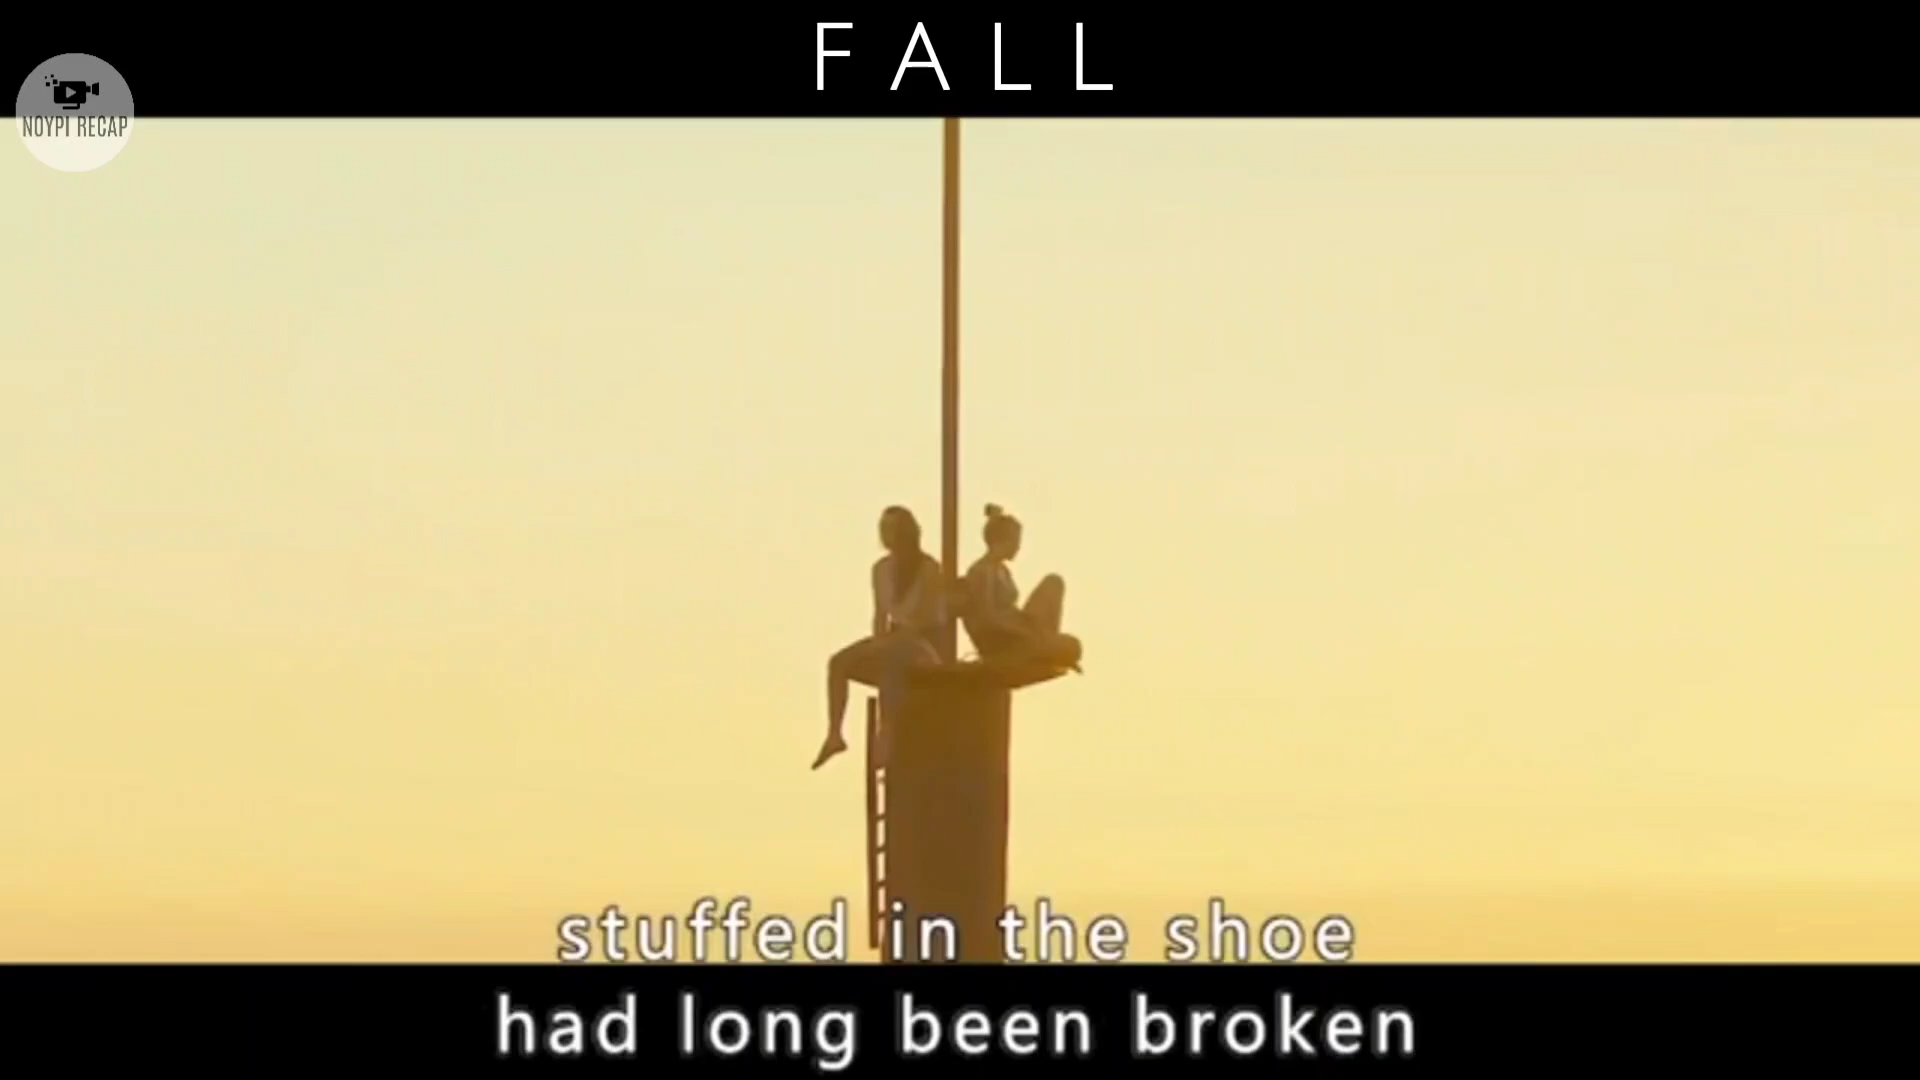 FALL
NOYPI RECAP
stuffed in the shoe
had long been broken